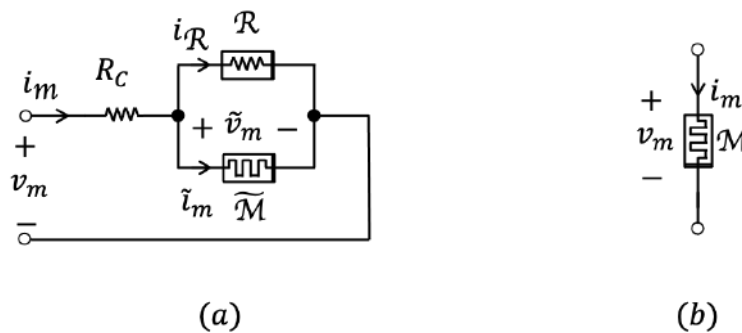 i_ℛ ℛ
i_m R_C
+ ṽ_m −
+ v_m −
ĩ_m ℳ̃
+ v_m − i_m ℳ
(a) (b)